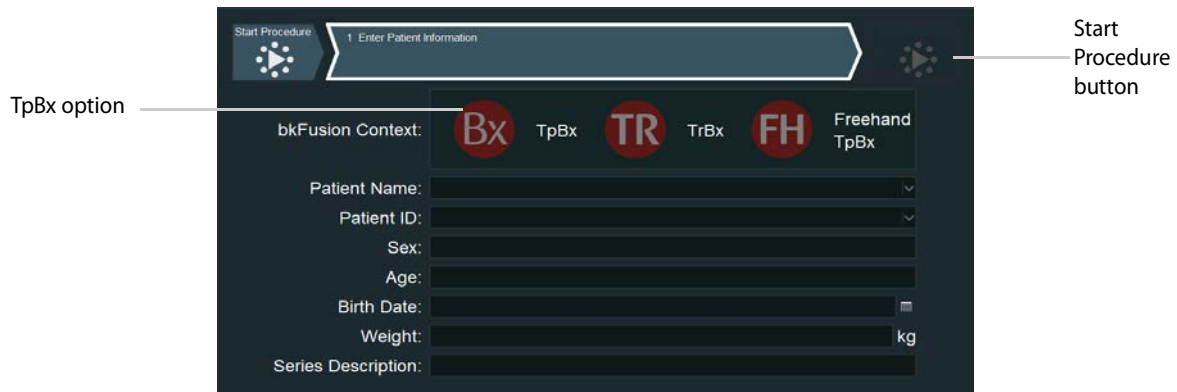 Start Procedure
1 Enter Patient Information
Start
Procedure
button
TpBx option
bkFusion Context:
Bx
TpBx
TR
TrBx
FH
Freehand
TpBx
Patient Name:
Patient ID:
Sex:
Age:
Birth Date:
Weight:
kg
Series Description: